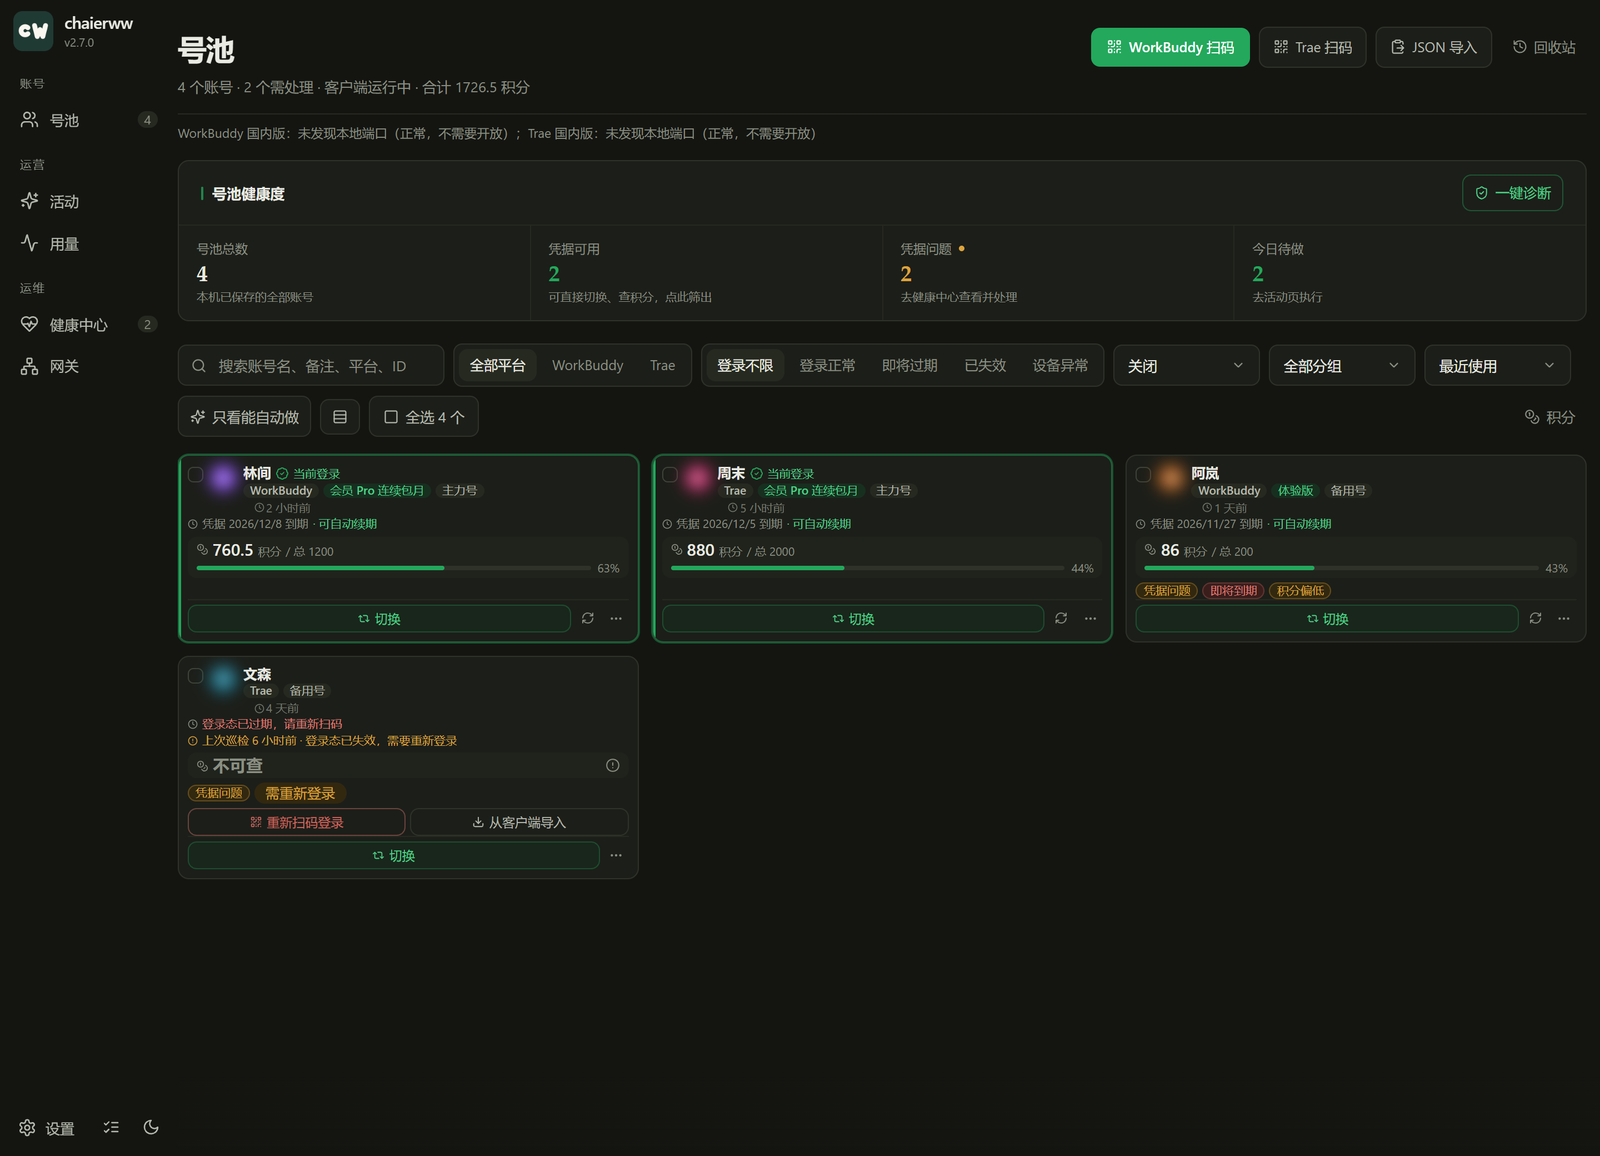 cw
chaierww
v2.7.0
账号
号池 4
运营
活动
用量
运维
健康中心 2
网关
设置
号池
4 个账号 · 2 个需处理 · 客户端运行中 · 合计 1726.5 积分
WorkBuddy 扫码
Trae 扫码
JSON 导入
回收站
WorkBuddy 国内版：未发现本地端口（正常，不需要开放）；Trae 国内版：未发现本地端口（正常，不需要开放）
号池健康度
一键诊断
号池总数
4
本机已保存的全部账号
凭据可用
2
可直接切换、查积分，点此筛出
凭据问题
2
去健康中心查看并处理
今日待做
2
去活动页执行
搜索账号名、备注、平台、ID
全部平台 WorkBuddy Trae
登录不限 登录正常 即将过期 已失效 设备异常
关闭
全部分组
最近使用
只看能自动做
全选 4 个
积分
林间 当前登录
WorkBuddy 会员 Pro 连续包月 主力号
2 小时前
凭据 2026/12/8 到期 · 可自动续期
760.5 积分 / 总 1200
63%
切换
周末 当前登录
Trae 会员 Pro 连续包月 主力号
5 小时前
凭据 2026/12/5 到期 · 可自动续期
880 积分 / 总 2000
44%
切换
阿岚
WorkBuddy 体验版 备用号
1 天前
凭据 2026/11/27 到期 · 可自动续期
86 积分 / 总 200
43%
凭据问题 即将到期 积分偏低
切换
文森
Trae 备用号
4 天前
登录态已过期，请重新扫码
上次巡检 6 小时前 · 登录态已失效，需要重新登录
不可查
凭据问题 需重新登录
重新扫码登录
从客户端导入
切换